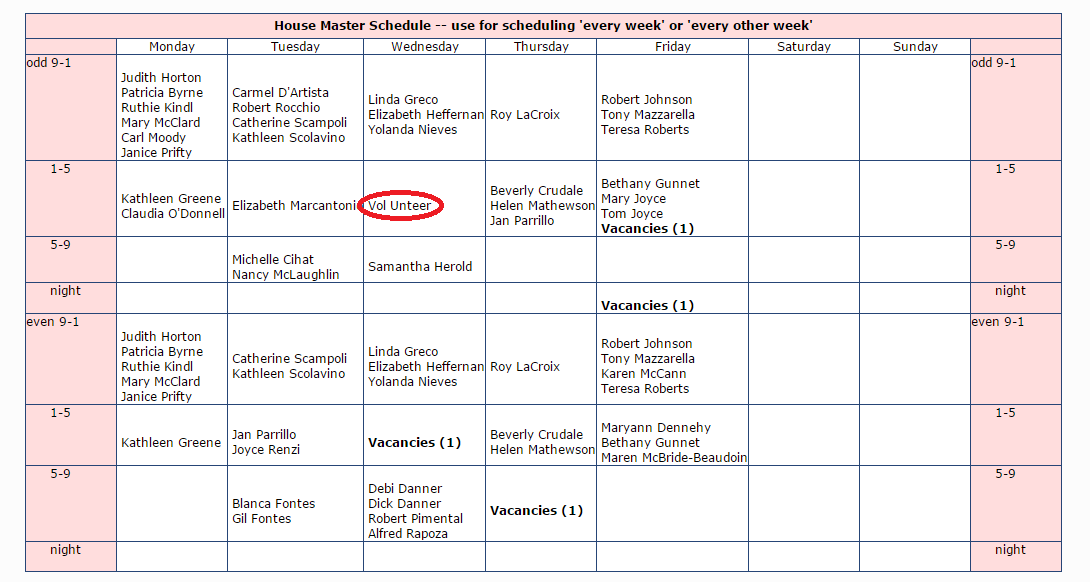 House Master Schedule -- use for scheduling 'every week' or 'every other week'
Monday Tuesday Wednesday Thursday Friday Saturday Sunday
odd 9-1
Judith Horton
Patricia Byrne
Ruthie Kindl
Mary McClard
Carl Moody
Janice Prifty
Carmel D'Artista
Robert Rocchio
Catherine Scampoli
Kathleen Scolavino
Linda Greco
Elizabeth Heffernan
Yolanda Nieves
Roy LaCroix
Robert Johnson
Tony Mazzarella
Teresa Roberts
odd 9-1
1-5
Kathleen Greene
Claudia O'Donnell
Elizabeth Marcantoni
Vol Unteer
Beverly Crudale
Helen Mathewson
Jan Parrillo
Bethany Gunnet
Mary Joyce
Tom Joyce
Vacancies (1)
1-5
5-9
Michelle Cihat
Nancy McLaughlin
Samantha Herold
5-9
night
Vacancies (1)
night
even 9-1
Judith Horton
Patricia Byrne
Ruthie Kindl
Mary McClard
Janice Prifty
Catherine Scampoli
Kathleen Scolavino
Linda Greco
Elizabeth Heffernan
Yolanda Nieves
Roy LaCroix
Robert Johnson
Tony Mazzarella
Karen McCann
Teresa Roberts
even 9-1
1-5
Kathleen Greene
Jan Parrillo
Joyce Renzi
Vacancies (1)
Beverly Crudale
Helen Mathewson
Maryann Dennehy
Bethany Gunnet
Maren McBride-Beaudoin
1-5
5-9
Blanca Fontes
Gil Fontes
Debi Danner
Dick Danner
Robert Pimental
Alfred Rapoza
Vacancies (1)
5-9
night
night